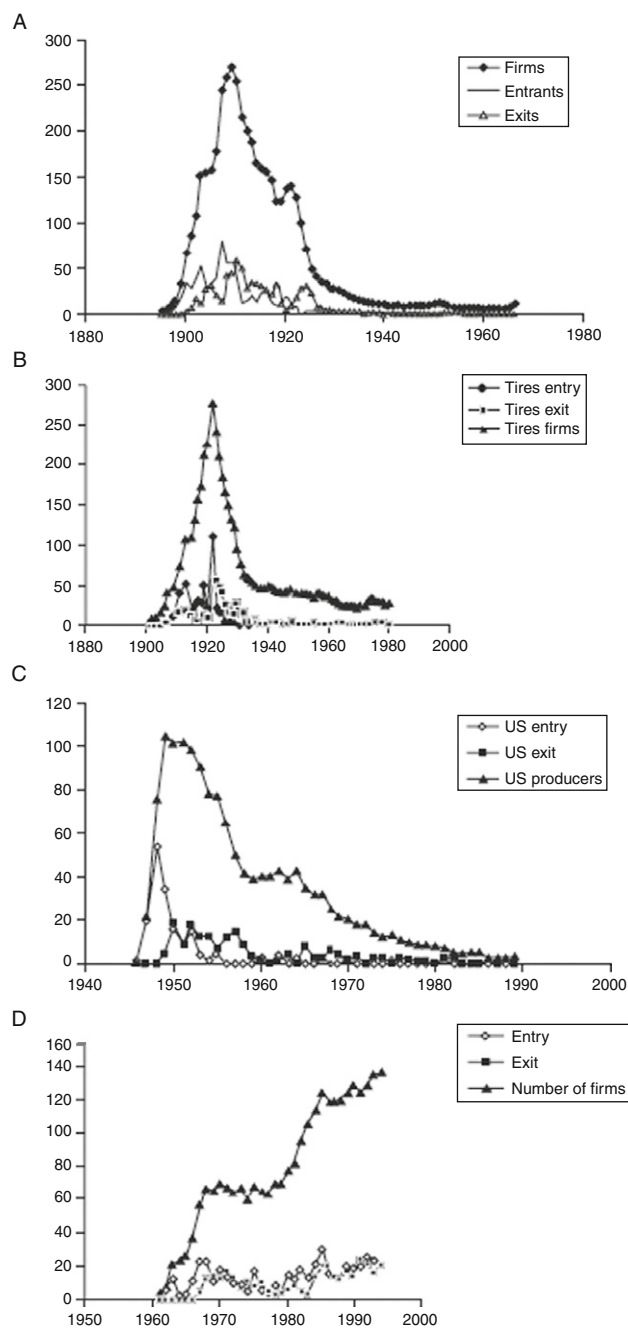 A
300
250
200
150
100
50
0
1880 1900 1920 1940 1960 1980
Firms
Entrants
Exits
B
300
250
200
150
100
50
0
1880 1900 1920 1940 1960 1980 2000
Tires entry
Tires exit
Tires firms
C
120
100
80
60
40
20
0
1940 1950 1960 1970 1980 1990 2000
US entry
US exit
US producers
D
160
140
120
100
80
60
40
20
0
1950 1960 1970 1980 1990 2000
Entry
Exit
Number of firms